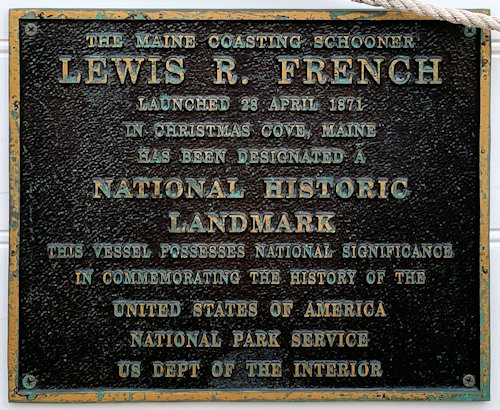 THE MAINE COASTING SCHOONER
LEWIS R. FRENCH
LAUNCHED 28 APRIL 1871
IN CHRISTMAS COVE, MAINE
HAS BEEN DESIGNATED A
NATIONAL HISTORIC
LANDMARK
THIS VESSEL POSSESSES NATIONAL SIGNIFICANCE
IN COMMEMORATING THE HISTORY OF THE
UNITED STATES OF AMERICA
NATIONAL PARK SERVICE
US DEPT OF THE INTERIOR